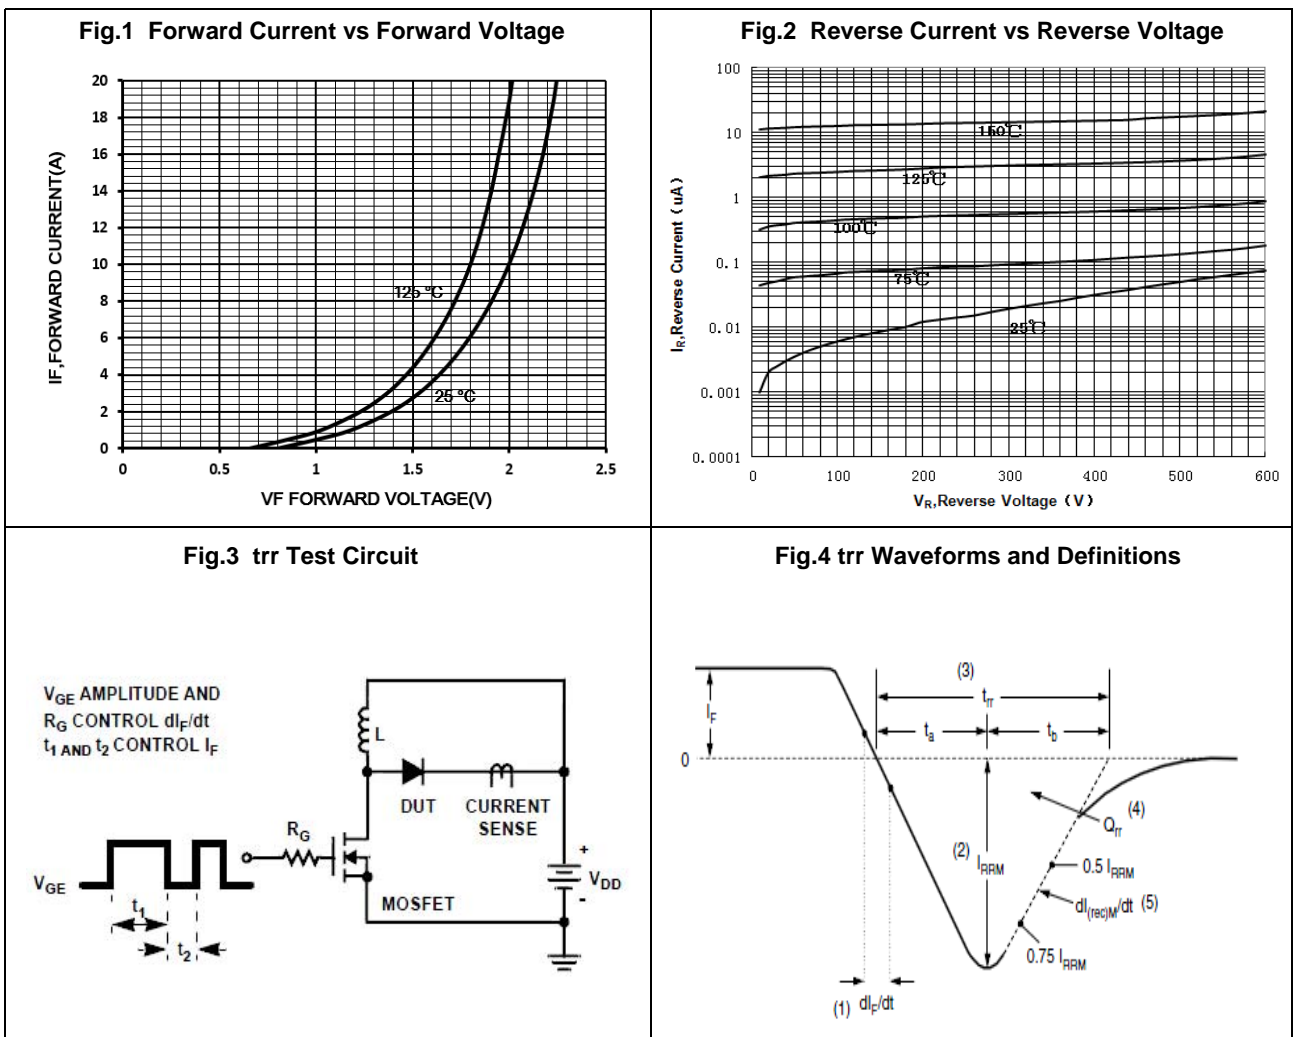 Fig.1 Forward Current vs Forward Voltage
20
18
16
14
12
10
8
6
4
2
0
IF,FORWARD CURRENT(A)
125 ℃
25 ℃
0 0.5 1 1.5 2 2.5
VF FORWARD VOLTAGE(V)
Fig.2 Reverse Current vs Reverse Voltage
100
10
1
0.1
0.01
0.001
0.0001
IR,Reverse Current (uA)
150℃
125℃
100℃
75℃
25℃
0 100 200 300 400 500 600
VR,Reverse Voltage (V)
Fig.3 trr Test Circuit
VGE AMPLITUDE AND
RG CONTROL dIF/dt
t1 AND t2 CONTROL IF
L
DUT
CURRENT
SENSE
RG
+
VDD
-
VGE
MOSFET
t1
t2
Fig.4 trr Waveforms and Definitions
(3)
trr
IF
ta
tb
0
(4)
Qrr
(2) IRRM
0.5 IRRM
dI(rec)M/dt (5)
0.75 IRRM
(1) dIF/dt